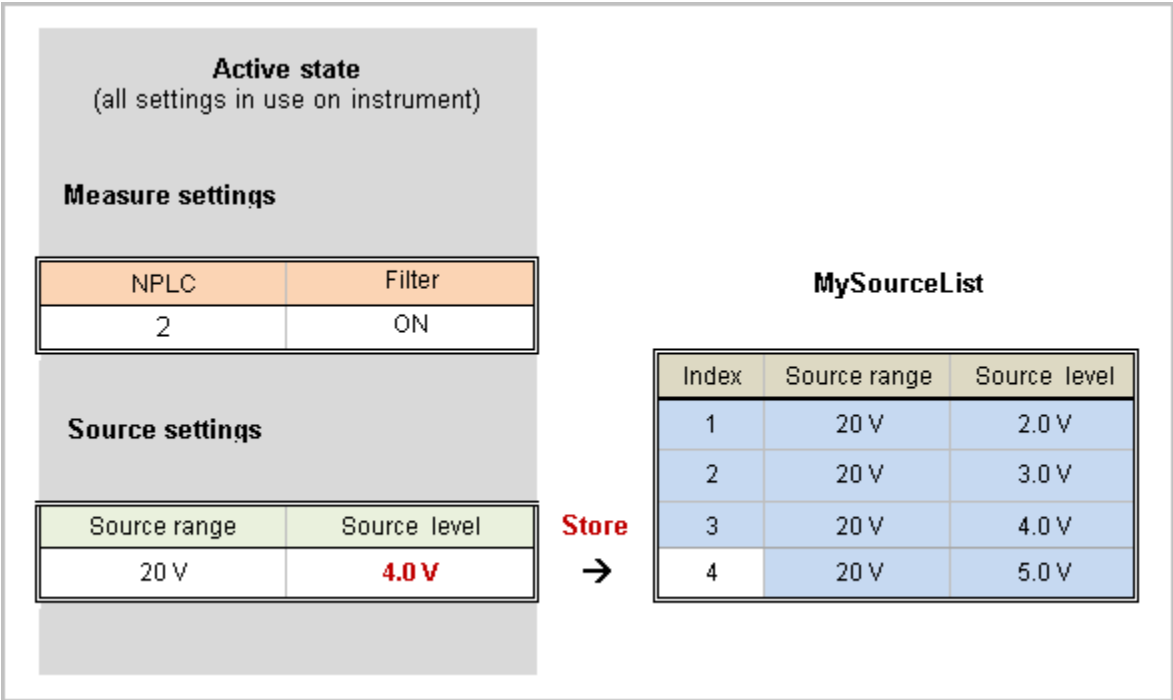 Active state
(all settings in use on instrument)
Measure settings
NPLC Filter
2 ON
Source settings
Source range Source level
20 V 4.0 V
Store
→
MySourceList
Index Source range Source level
1 20 V 2.0 V
2 20 V 3.0 V
3 20 V 4.0 V
4 20 V 5.0 V